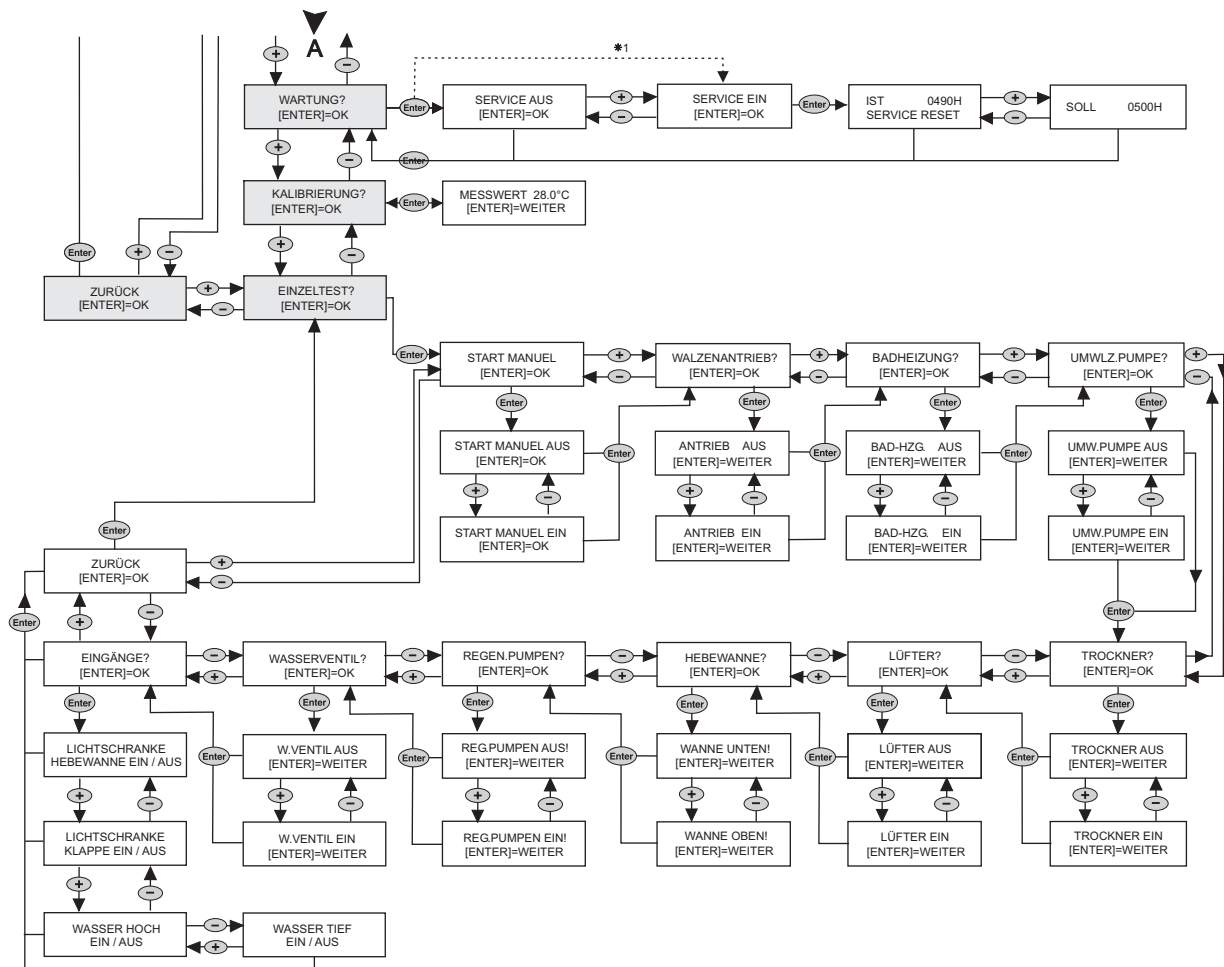 A
*1
+
−
WARTUNG?
[ENTER]=OK
Enter
SERVICE AUS
[ENTER]=OK
+
−
SERVICE EIN
[ENTER]=OK
Enter
IST 0490H
SERVICE RESET
+
−
SOLL 0500H
Enter
+
−
KALIBRIERUNG?
[ENTER]=OK
Enter
MESSWERT 28.0°C
[ENTER]=WEITER
Enter
+
−
+
−
ZURÜCK
[ENTER]=OK
+
−
EINZELTEST?
[ENTER]=OK
Enter
START MANUEL
[ENTER]=OK
+
−
WALZENANTRIEB?
[ENTER]=OK
+
−
BADHEIZUNG?
[ENTER]=OK
+
−
UMWLZ.PUMPE?
[ENTER]=OK
+
−
Enter
Enter
Enter
Enter
START MANUEL AUS
[ENTER]=OK
Enter
ANTRIEB AUS
[ENTER]=WEITER
Enter
BAD-HZG. AUS
[ENTER]=WEITER
Enter
UMW.PUMPE AUS
[ENTER]=WEITER
+
−
+
−
+
−
+
−
START MANUEL EIN
[ENTER]=OK
ANTRIEB EIN
[ENTER]=WEITER
BAD-HZG. EIN
[ENTER]=WEITER
UMW.PUMPE EIN
[ENTER]=WEITER
Enter
ZURÜCK
[ENTER]=OK
+
−
Enter
+
−
Enter
EINGÄNGE?
[ENTER]=OK
−
+
WASSERVENTIL?
[ENTER]=OK
−
+
REGEN.PUMPEN?
[ENTER]=OK
−
+
HEBEWANNE?
[ENTER]=OK
−
+
LÜFTER?
[ENTER]=OK
−
+
TROCKNER?
[ENTER]=OK
Enter
Enter
Enter
Enter
Enter
Enter
LICHTSCHRANKE
HEBEWANNE EIN / AUS
Enter
W.VENTIL AUS
[ENTER]=WEITER
Enter
REG.PUMPEN AUS!
[ENTER]=WEITER
Enter
WANNE UNTEN!
[ENTER]=WEITER
Enter
LÜFTER AUS
[ENTER]=WEITER
Enter
TROCKNER AUS
[ENTER]=WEITER
+
−
+
−
+
−
+
−
+
−
+
−
LICHTSCHRANKE
KLAPPE EIN / AUS
W.VENTIL EIN
[ENTER]=WEITER
REG.PUMPEN EIN!
[ENTER]=WEITER
WANNE OBEN!
[ENTER]=WEITER
LÜFTER EIN
[ENTER]=WEITER
TROCKNER EIN
[ENTER]=WEITER
+
−
WASSER HOCH
EIN / AUS
−
+
WASSER TIEF
EIN / AUS